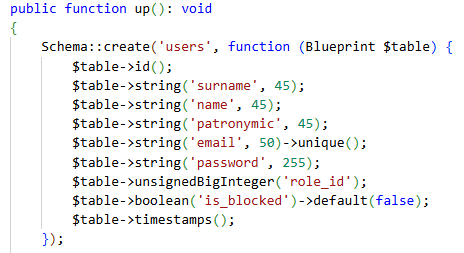 public function up(): void
{
    Schema::create('users', function (Blueprint $table) {
        $table->id();
        $table->string('surname', 45);
        $table->string('name', 45);
        $table->string('patronymic', 45);
        $table->string('email', 50)->unique();
        $table->string('password', 255);
        $table->unsignedBigInteger('role_id');
        $table->boolean('is_blocked')->default(false);
        $table->timestamps();
    });